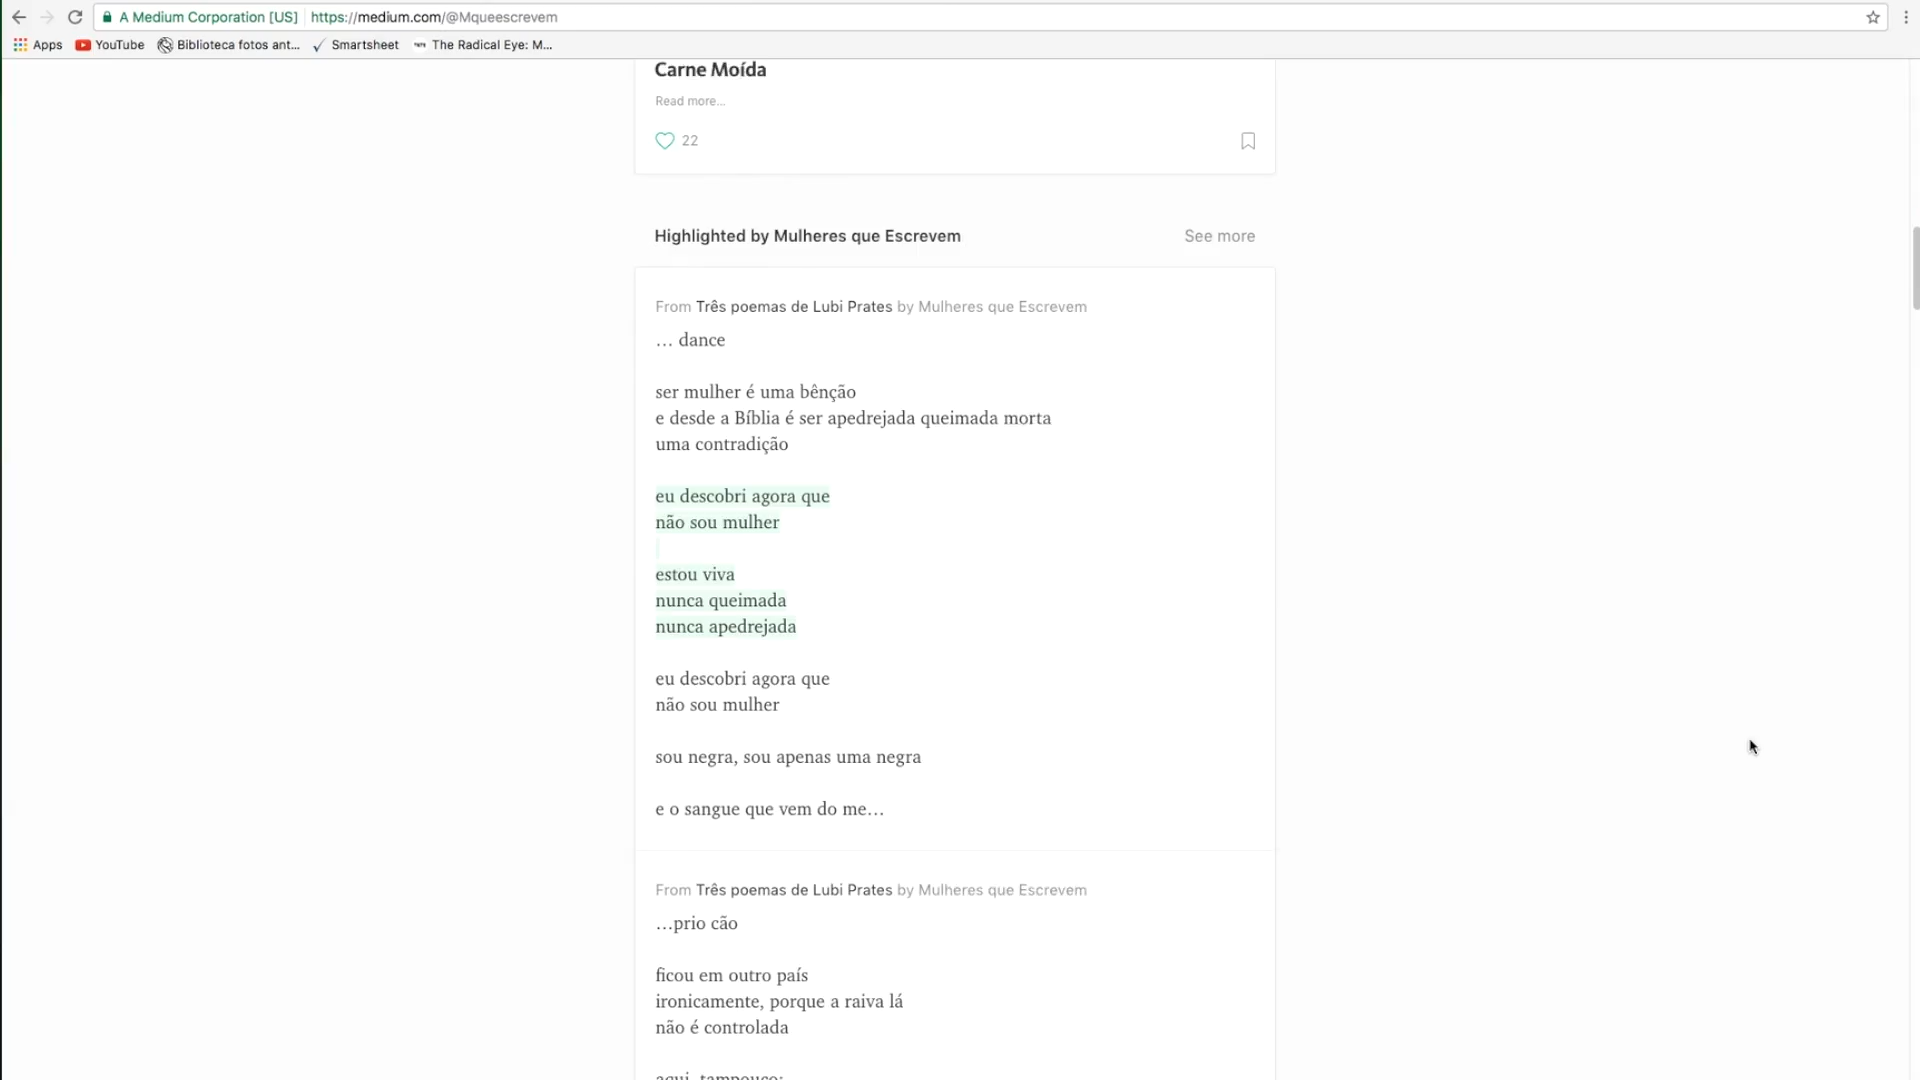 A Medium Corporation [US] https://medium.com/@Mqueescrevem
Apps YouTube Biblioteca fotos ant... Smartsheet The Radical Eye: M...
Carne Moída
Read more...
22
Highlighted by Mulheres que Escrevem See more
From Três poemas de Lubi Prates by Mulheres que Escrevem
… dance
ser mulher é uma bênção
e desde a Bíblia é ser apedrejada queimada morta
uma contradição
eu descobri agora que
não sou mulher
estou viva
nunca queimada
nunca apedrejada
eu descobri agora que
não sou mulher
sou negra, sou apenas uma negra
e o sangue que vem do me…
From Três poemas de Lubi Prates by Mulheres que Escrevem
…prio cão
ficou em outro país
ironicamente, porque a raiva lá
não é controlada
aqui, tampouco: